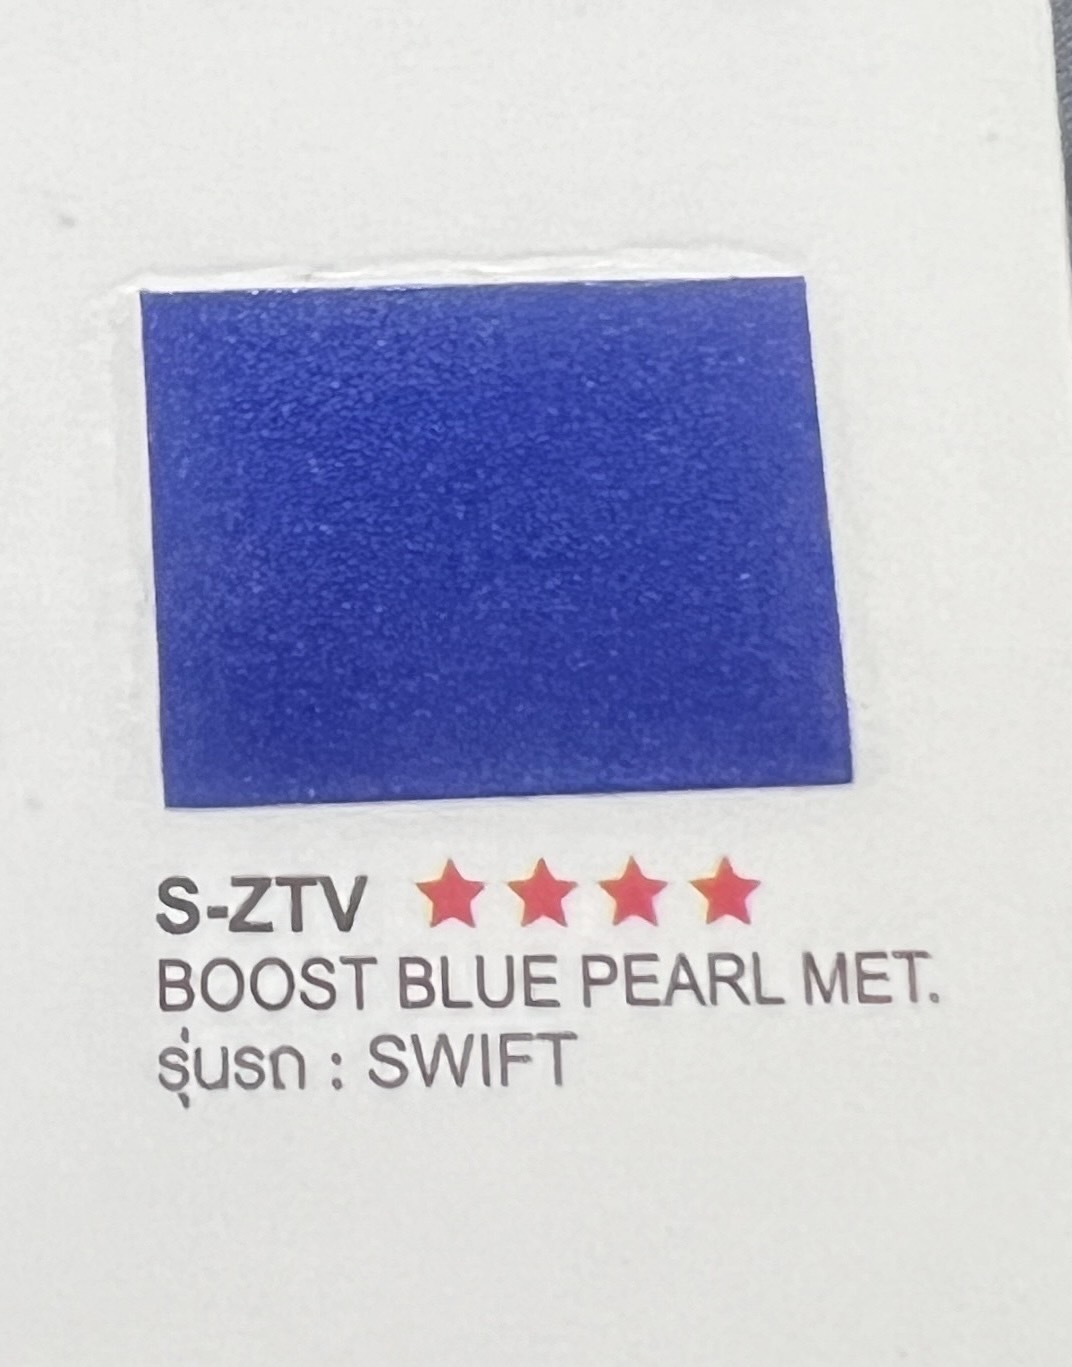 S-ZTV ★★★★
BOOST BLUE PEARL MET.
รุ่นรถ : SWIFT